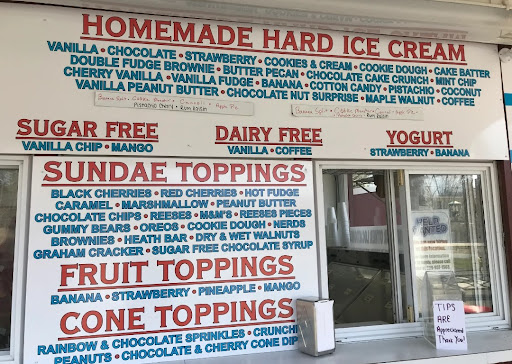 HOMEMADE HARD ICE CREAM
VANILLA • CHOCOLATE • STRAWBERRY • COOKIES & CREAM • COOKIE DOUGH • CAKE BATTER
DOUBLE FUDGE BROWNIE • BUTTER PECAN • CHOCOLATE CAKE CRUNCH • MINT CHIP
CHERRY VANILLA • VANILLA FUDGE • BANANA • COTTON CANDY • PISTACHIO • COCONUT
VANILLA PEANUT BUTTER • CHOCOLATE NUT SURPRISE • MAPLE WALNUT • COFFEE
SUGAR FREE
VANILLA CHIP • MANGO
DAIRY FREE
VANILLA • COFFEE
YOGURT
STRAWBERRY • BANANA
SUNDAE TOPPINGS
BLACK CHERRIES • RED CHERRIES • HOT FUDGE
CARAMEL • MARSHMALLOW • PEANUT BUTTER
CHOCOLATE CHIPS • REESES • M&M'S • REESES PIECES
GUMMY BEARS • OREOS • COOKIE DOUGH • NERDS
BROWNIES • HEATH BAR • DRY & WET WALNUTS
GRAHAM CRACKER • SUGAR FREE CHOCOLATE SYRUP
FRUIT TOPPINGS
BANANA • STRAWBERRY • PINEAPPLE • MANGO
CONE TOPPINGS
RAINBOW & CHOCOLATE SPRINKLES • CRUNCH
PEANUTS • CHOCOLATE & CHERRY CONE DIP
TIPS
ARE
Appreciated
Thank You!